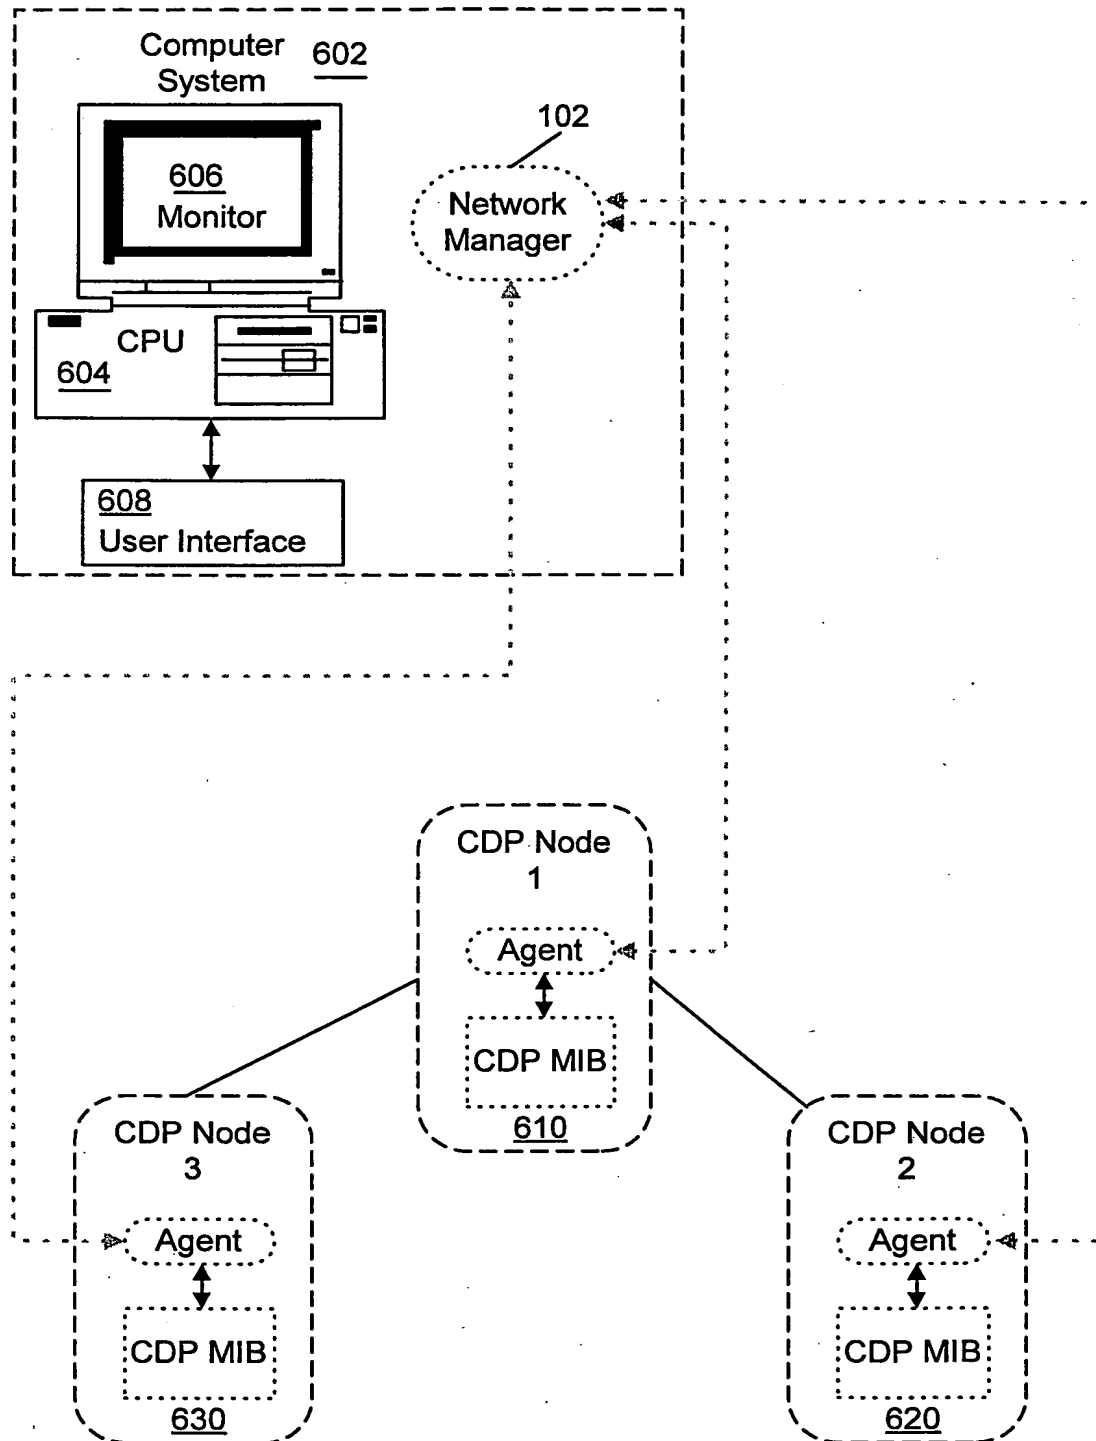 Computer
System
602
102
606
Monitor
Network
Manager
CPU
604
608
User Interface
CDP Node
1
Agent
CDP MIB
610
CDP Node
3
Agent
CDP MIB
630
CDP Node
2
Agent
CDP MIB
620